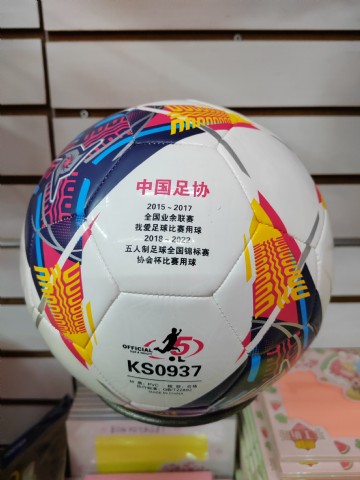 中国足协
2015-2017
全国业余联赛
我爱足球比赛用球
2018-2022
五人制足球全国锦标赛
协会杯比赛用球
OFFICIAL
5
KS0937